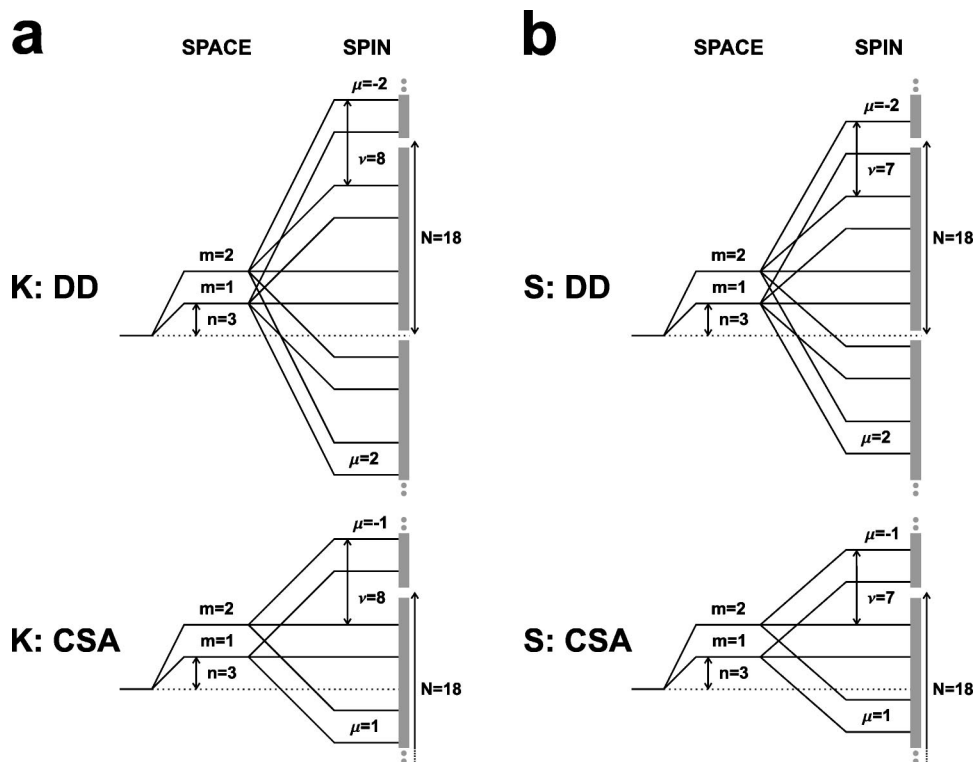 a
SPACE SPIN
μ=-2
ν=8
N=18
m=2
m=1
n=3
K: DD
μ=2
μ=-1
ν=8
m=2
m=1
n=3
K: CSA
N=18
μ=1
b
SPACE SPIN
μ=-2
ν=7
N=18
m=2
m=1
n=3
S: DD
μ=2
μ=-1
ν=7
m=2
m=1
n=3
S: CSA
N=18
μ=1